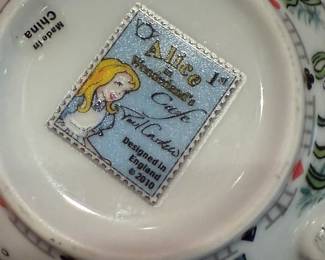 Made in
China
Alice 1st
in
Wonderland's
Cafe
Paul Cardew
Designed in
England
© 2010